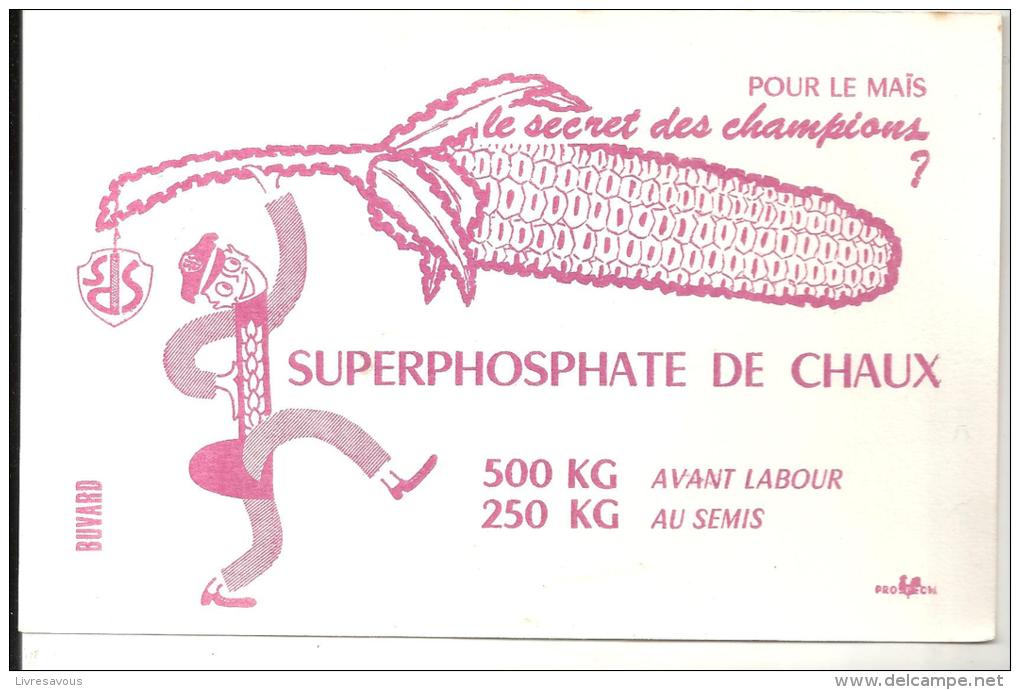 POUR LE MAÏS
le secret des champions
?
SUPERPHOSPHATE DE CHAUX
500 KG AVANT LABOUR
250 KG AU SEMIS
BUVARD
Livresavous
www.delcampe.net